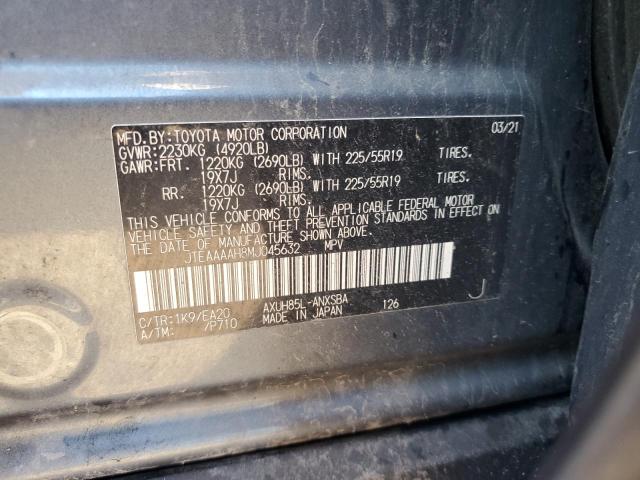 MFD.BY:TOYOTA MOTOR CORPORATION 03/21
GVWR:2230KG (4920LB)
GAWR:FRT. 1220KG (2690LB) WITH 225/55R19 TIRES.
19X7J RIMS.
RR. 1220KG (2690LB) WITH 225/55R19 TIRES.
19X7J RIMS.
THIS VEHICLE CONFORMS TO ALL APPLICABLE FEDERAL MOTOR
VEHICLE SAFETY AND THEFT PREVENTION STANDARDS IN EFFECT ON
THE DATE OF MANUFACTURE SHOWN ABOVE.
JTEAAAAH8MJ045632 MPV
C/TR:1K9/EA20 AXUH85L-ANXSBA 126 J
A/TM: /P710 MADE IN JAPAN